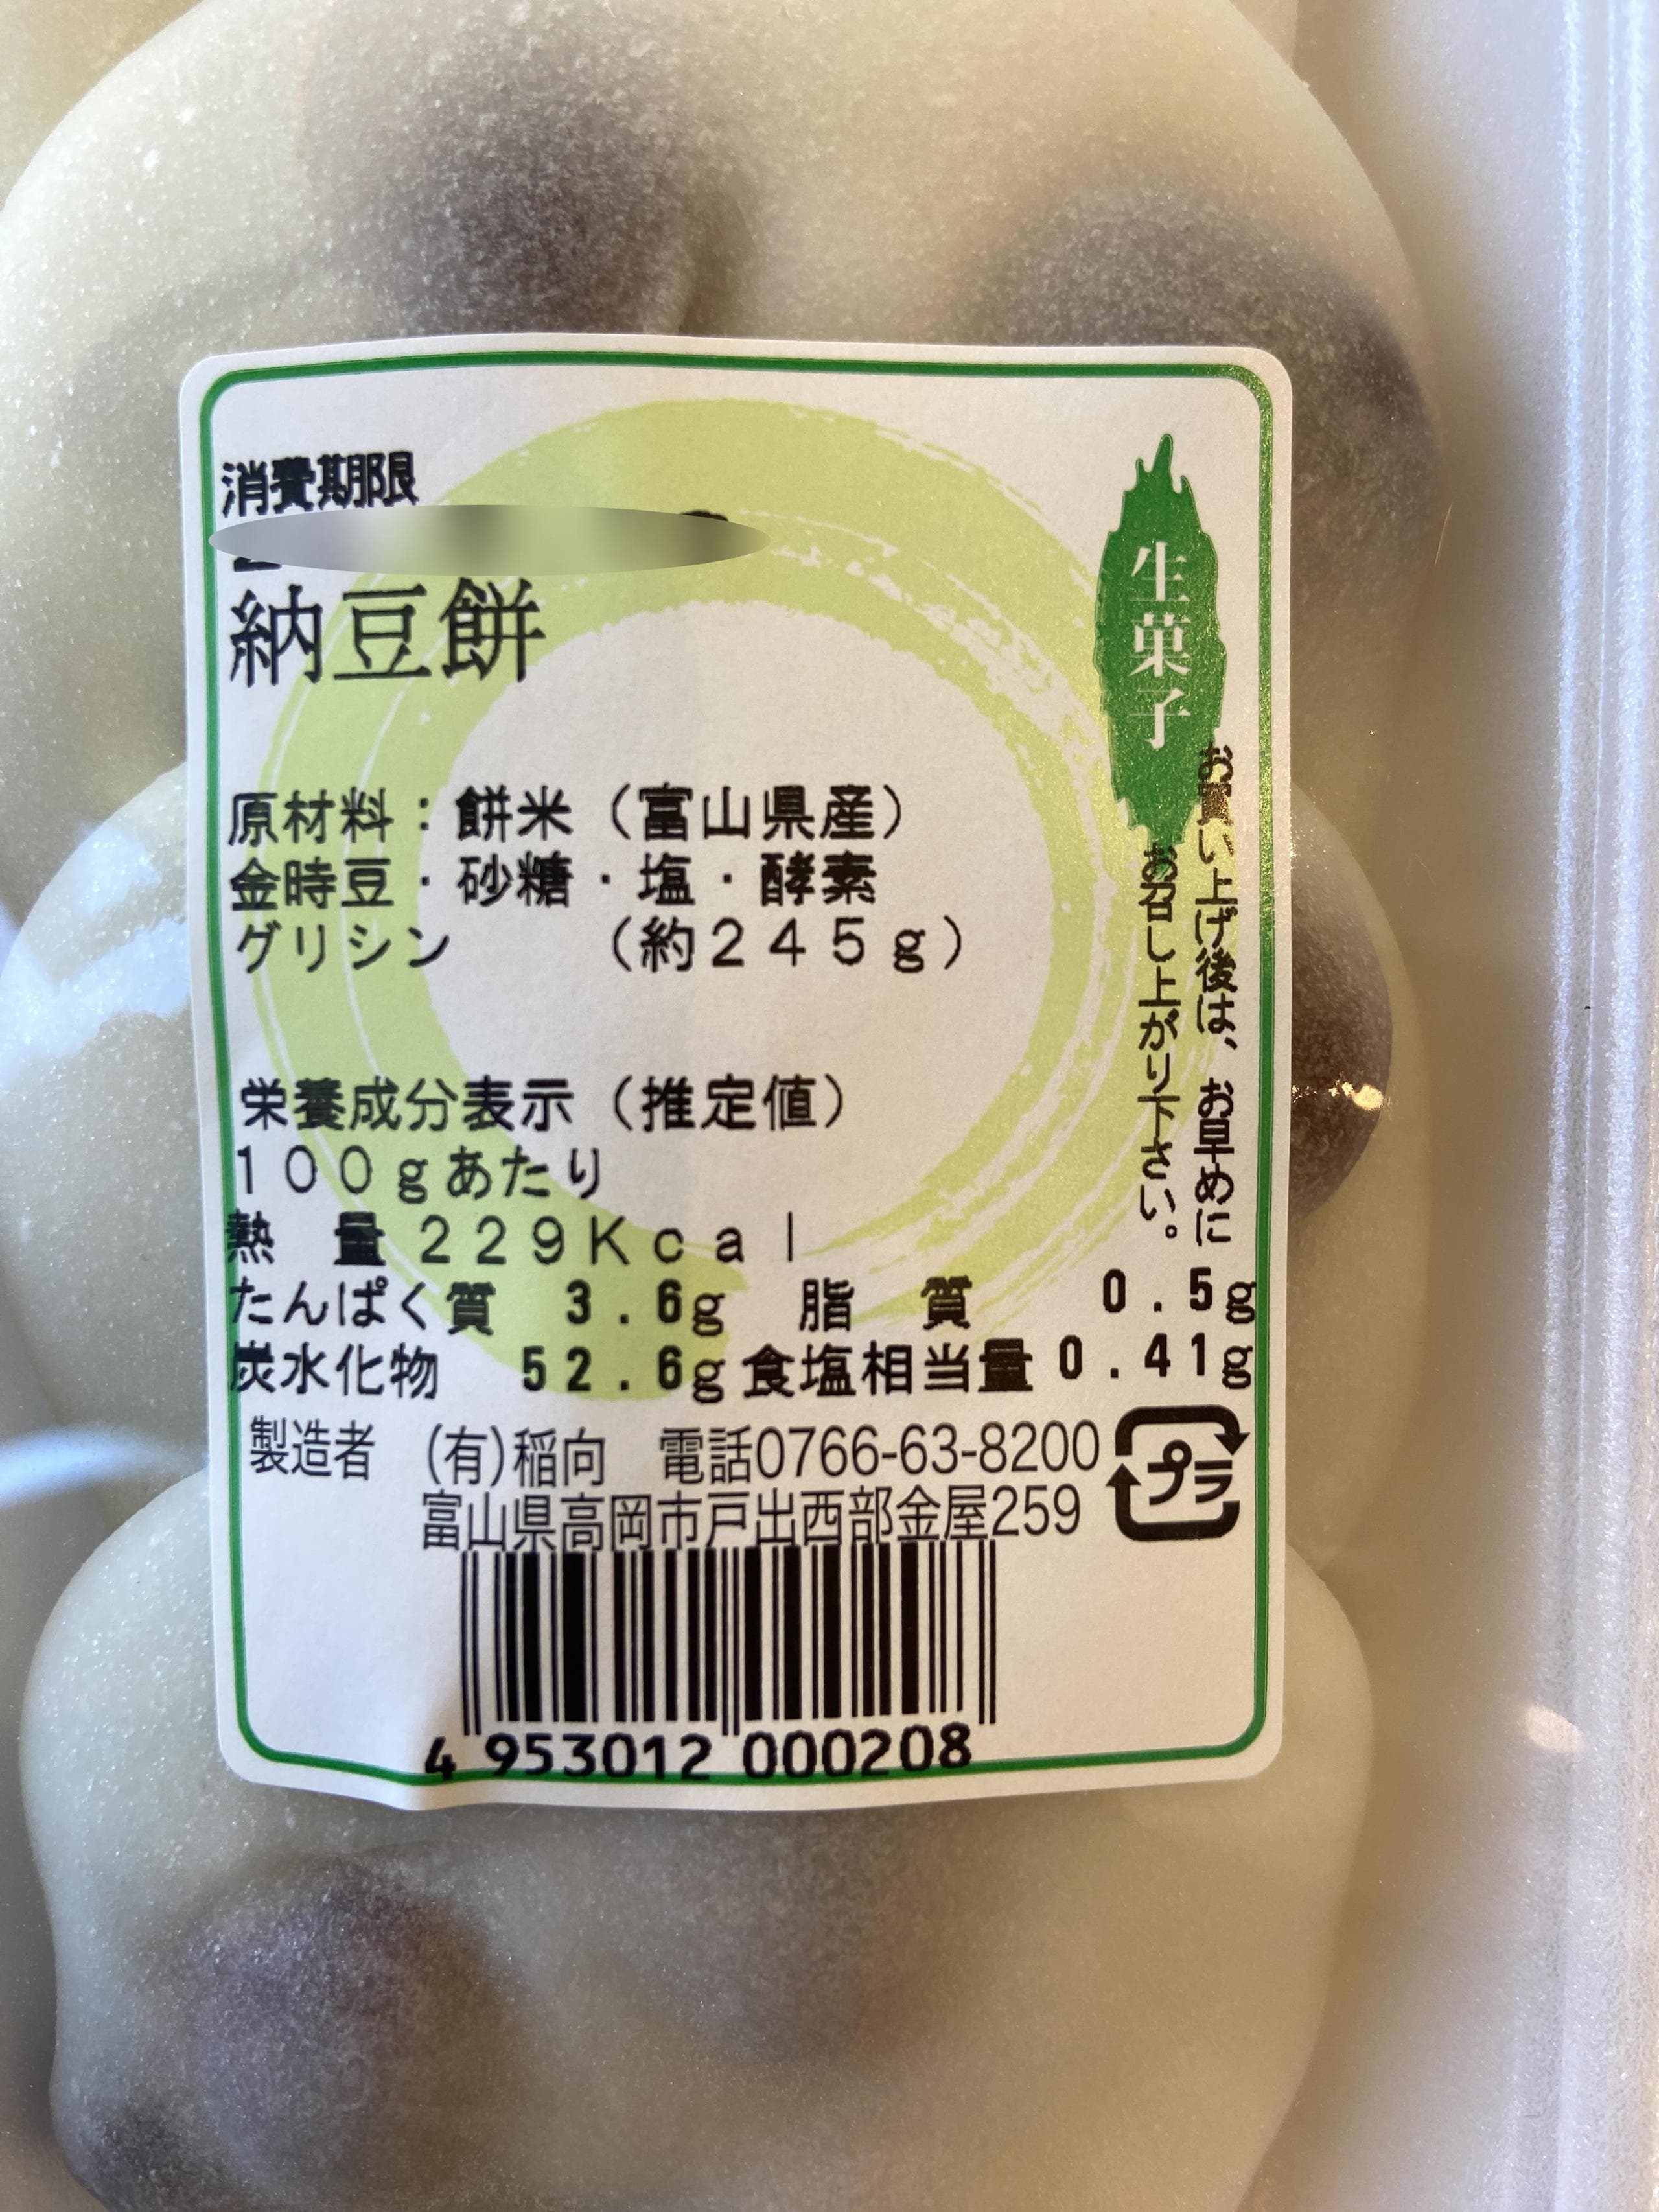 消費期限
納豆餅
生菓子
お買い上げ後は、お早めに
お召し上がり下さい。
原材料：餅米（富山県産）
金時豆・砂糖・塩・酵素
グリシン （約２４５ｇ）
栄養成分表示（推定値）
１００ｇあたり
熱 量２２９Ｋｃａｌ
たんぱく質 3.6g 脂 質 0.5g
炭水化物 52.6g 食塩相当量0.41g
製造者 (有)稲向 電話0766-63-8200
富山県高岡市戸出西部金屋259
プラ
4 953012 000208